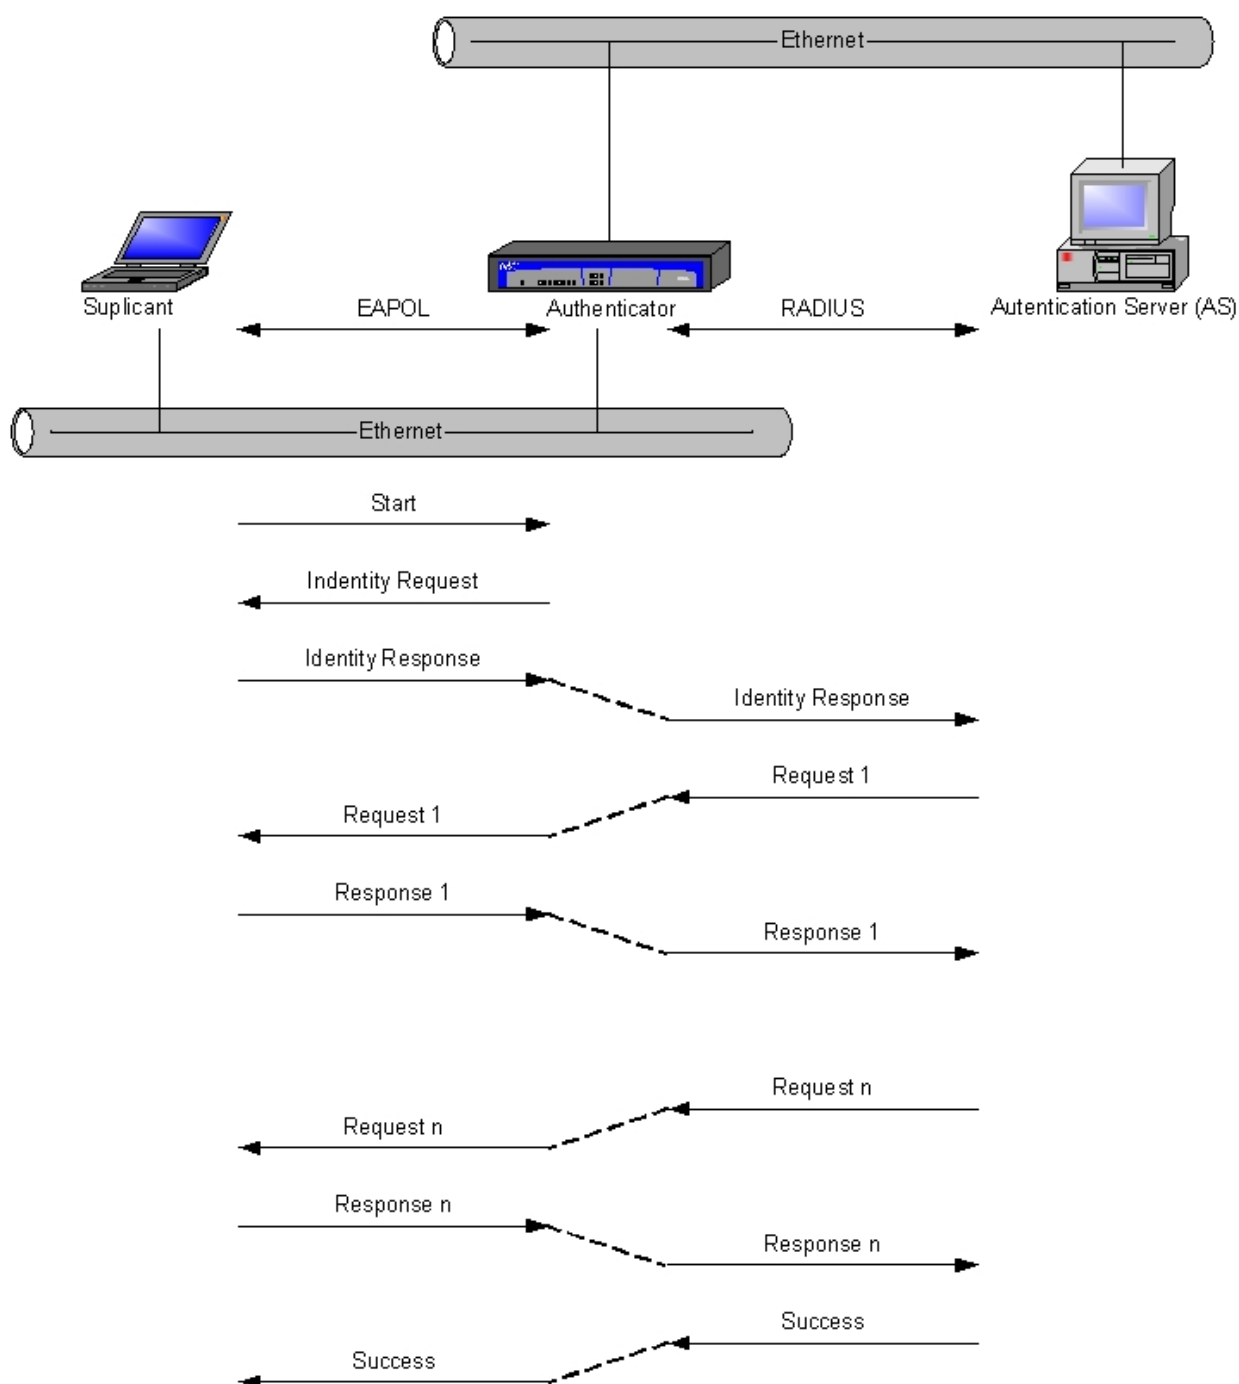 Ethernet
Suplicant
EAPOL
Authenticator
RADIUS
Autentication Server (AS)
Ethernet
Start
Indentity Request
Identity Response
Identity Response
Request 1
Request 1
Response 1
Response 1
Request n
Request n
Response n
Response n
Success
Success